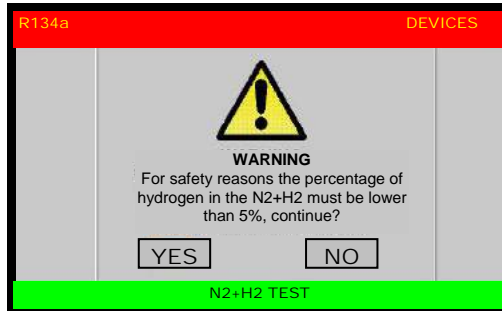 R134a DEVICES
WARNING
For safety reasons the percentage of
hydrogen in the N2+H2 must be lower
than 5%, continue?
YES NO
N2+H2 TEST